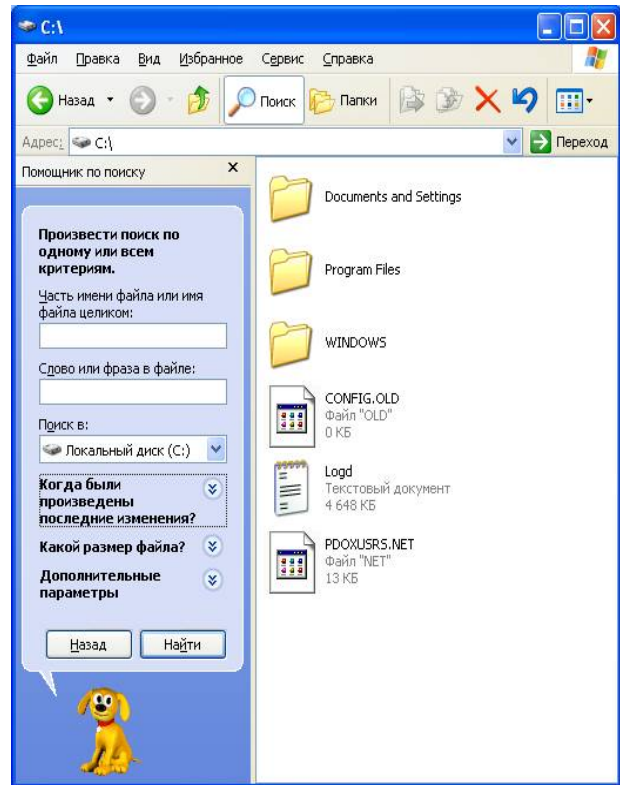 C:\
Файл Правка Вид Избранное Сервис Справка
Назад Поиск Папки
Адрес: C:\ Переход
Помощник по поиску x
Произвести поиск по
одному или всем
критериям.
Часть имени файла или имя
файла целиком:
Слово или фраза в файле:
Поиск в:
Локальный диск (C:)
Когда были
произведены
последние изменения?
Какой размер файла?
Дополнительные
параметры
Назад Найти
Documents and Settings
Program Files
WINDOWS
CONFIG.OLD
Файл "OLD"
0 КБ
Logd
Текстовый документ
4 648 КБ
PDOXUSRS.NET
Файл "NET"
13 КБ